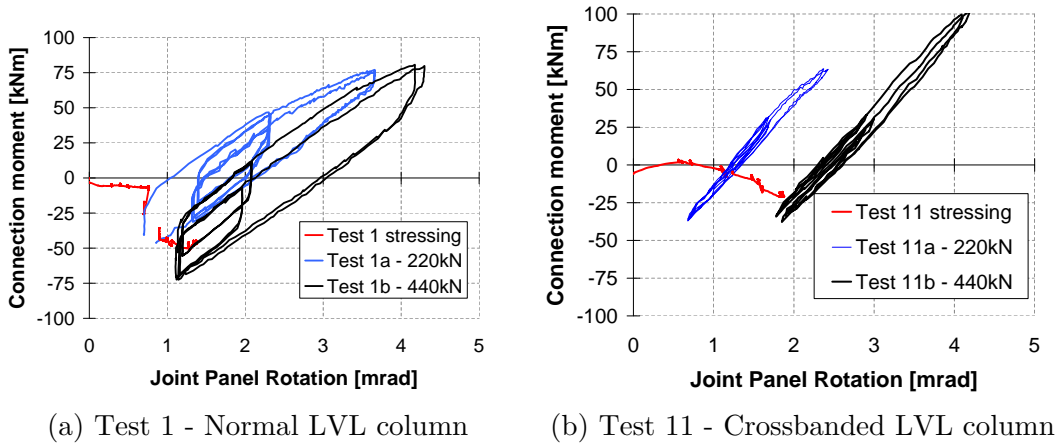 100
75
50
25
0
-25
-50
-75
-100
Connection moment [kNm]
0 1 2 3 4 5
Joint Panel Rotation [mrad]
Test 1 stressing
Test 1a - 220kN
Test 1b - 440kN
(a) Test 1 - Normal LVL column
100
75
50
25
0
-25
-50
-75
-100
Connection moment [kNm]
0 1 2 3 4 5
Joint Panel Rotation [mrad]
Test 11 stressing
Test 11a - 220kN
Test 11b - 440kN
(b) Test 11 - Crossbanded LVL column